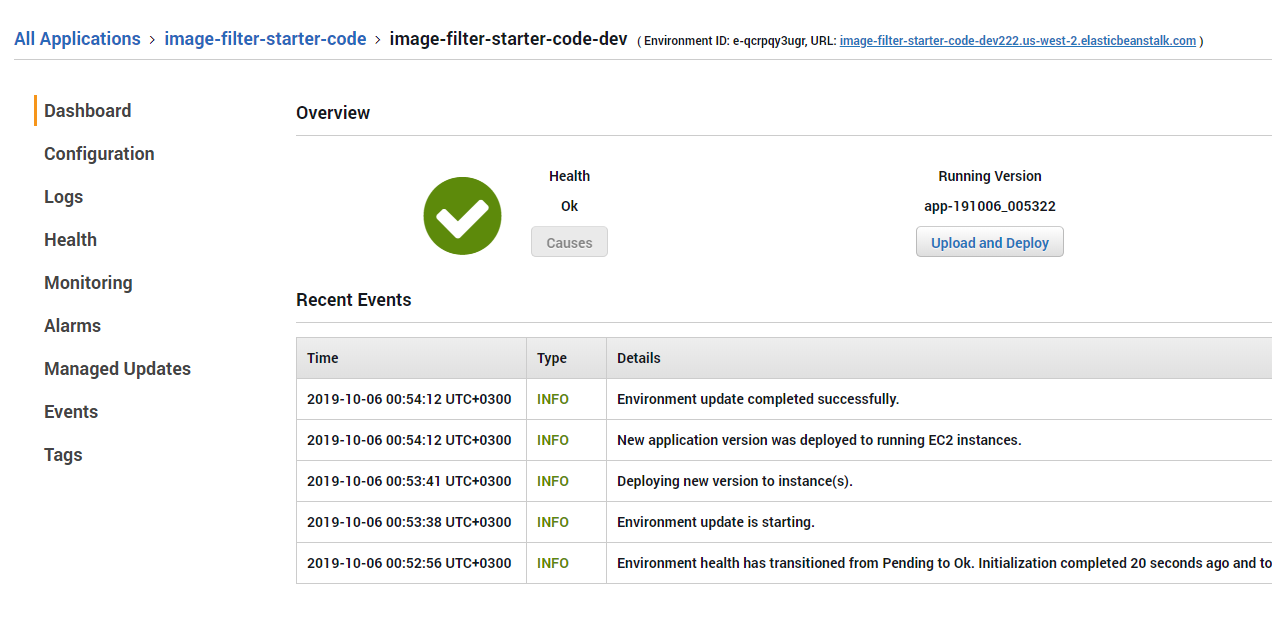 All Applications › image-filter-starter-code › image-filter-starter-code-dev ( Environment ID: e-qcrpqy3ugr, URL: image-filter-starter-code-dev222.us-west-2.elasticbeanstalk.com )
Dashboard
Configuration
Logs
Health
Monitoring
Alarms
Managed Updates
Events
Tags
Overview
Health
Ok
Causes
Running Version
app-191006_005322
Upload and Deploy
Recent Events
Time Type Details
2019-10-06 00:54:12 UTC+0300 INFO Environment update completed successfully.
2019-10-06 00:54:12 UTC+0300 INFO New application version was deployed to running EC2 instances.
2019-10-06 00:53:41 UTC+0300 INFO Deploying new version to instance(s).
2019-10-06 00:53:38 UTC+0300 INFO Environment update is starting.
2019-10-06 00:52:56 UTC+0300 INFO Environment health has transitioned from Pending to Ok. Initialization completed 20 seconds ago and to